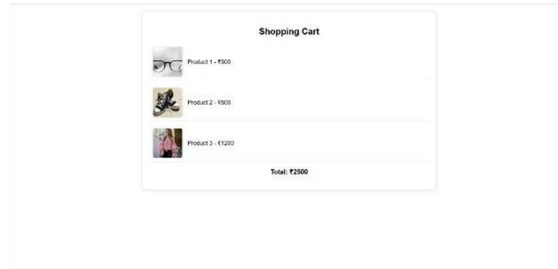 Shopping Cart
Product 1 - ₹500
Product 2 - ₹800
Product 3 - ₹1200
Total: ₹2500